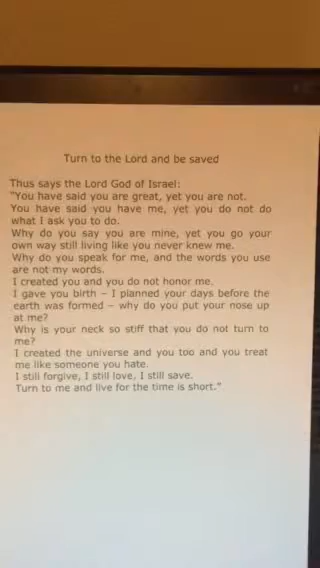 Turn to the Lord and be saved
Thus says the Lord God of Israel:
"You have said you are great, yet you are not.
You have said you have me, yet you do not do
what I ask you to do.
Why do you say you are mine, yet you go your
own way still living like you never knew me.
Why do you speak for me, and the words you use
are not my words.
I created you and you do not honor me.
I gave you birth – I planned your days before the
earth was formed – why do you put your nose up
at me?
Why is your neck so stiff that you do not turn to
me?
I created the universe and you too and you treat
me like someone you hate.
I still forgive, I still love, I still save.
Turn to me and live for the time is short."